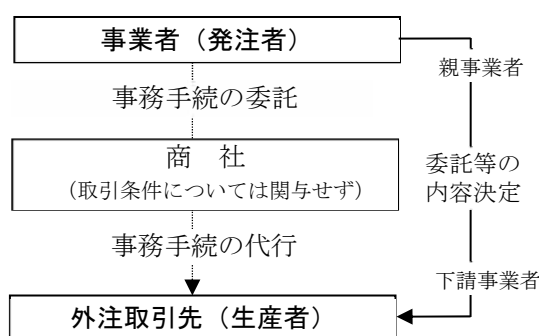 事業者（発注者）
親事業者
事務手続の委託
商　社
（取引条件については関与せず）
委託等の
内容決定
事務手続の代行
下請事業者
外注取引先（生産者）